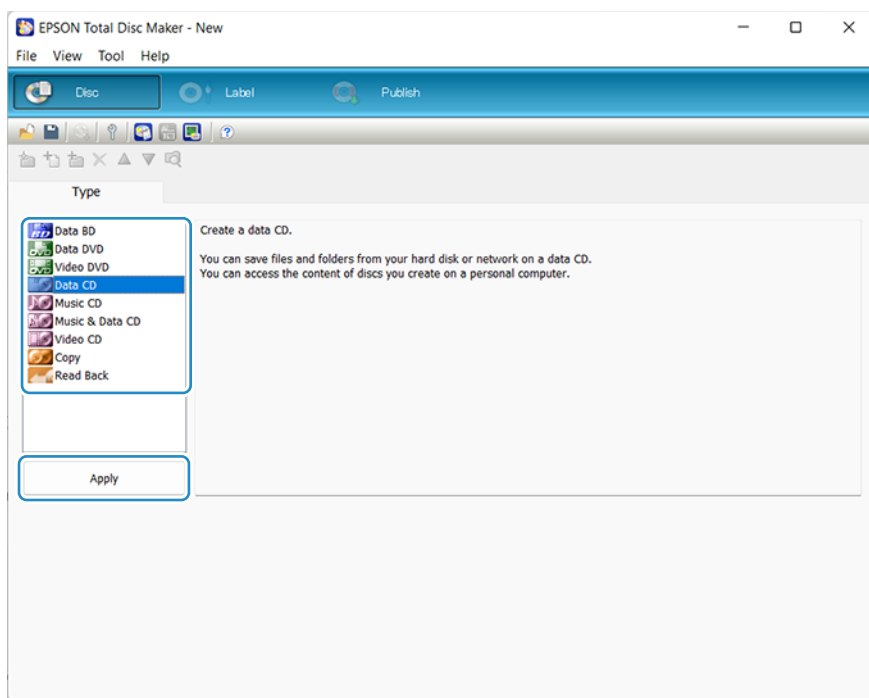 EPSON Total Disc Maker - New
File View Tool Help
Disc Label Publish
Type
Data BD
Data DVD
Video DVD
Data CD
Music CD
Music & Data CD
Video CD
Copy
Read Back
Apply
Create a data CD.
You can save files and folders from your hard disk or network on a data CD.
You can access the content of discs you create on a personal computer.